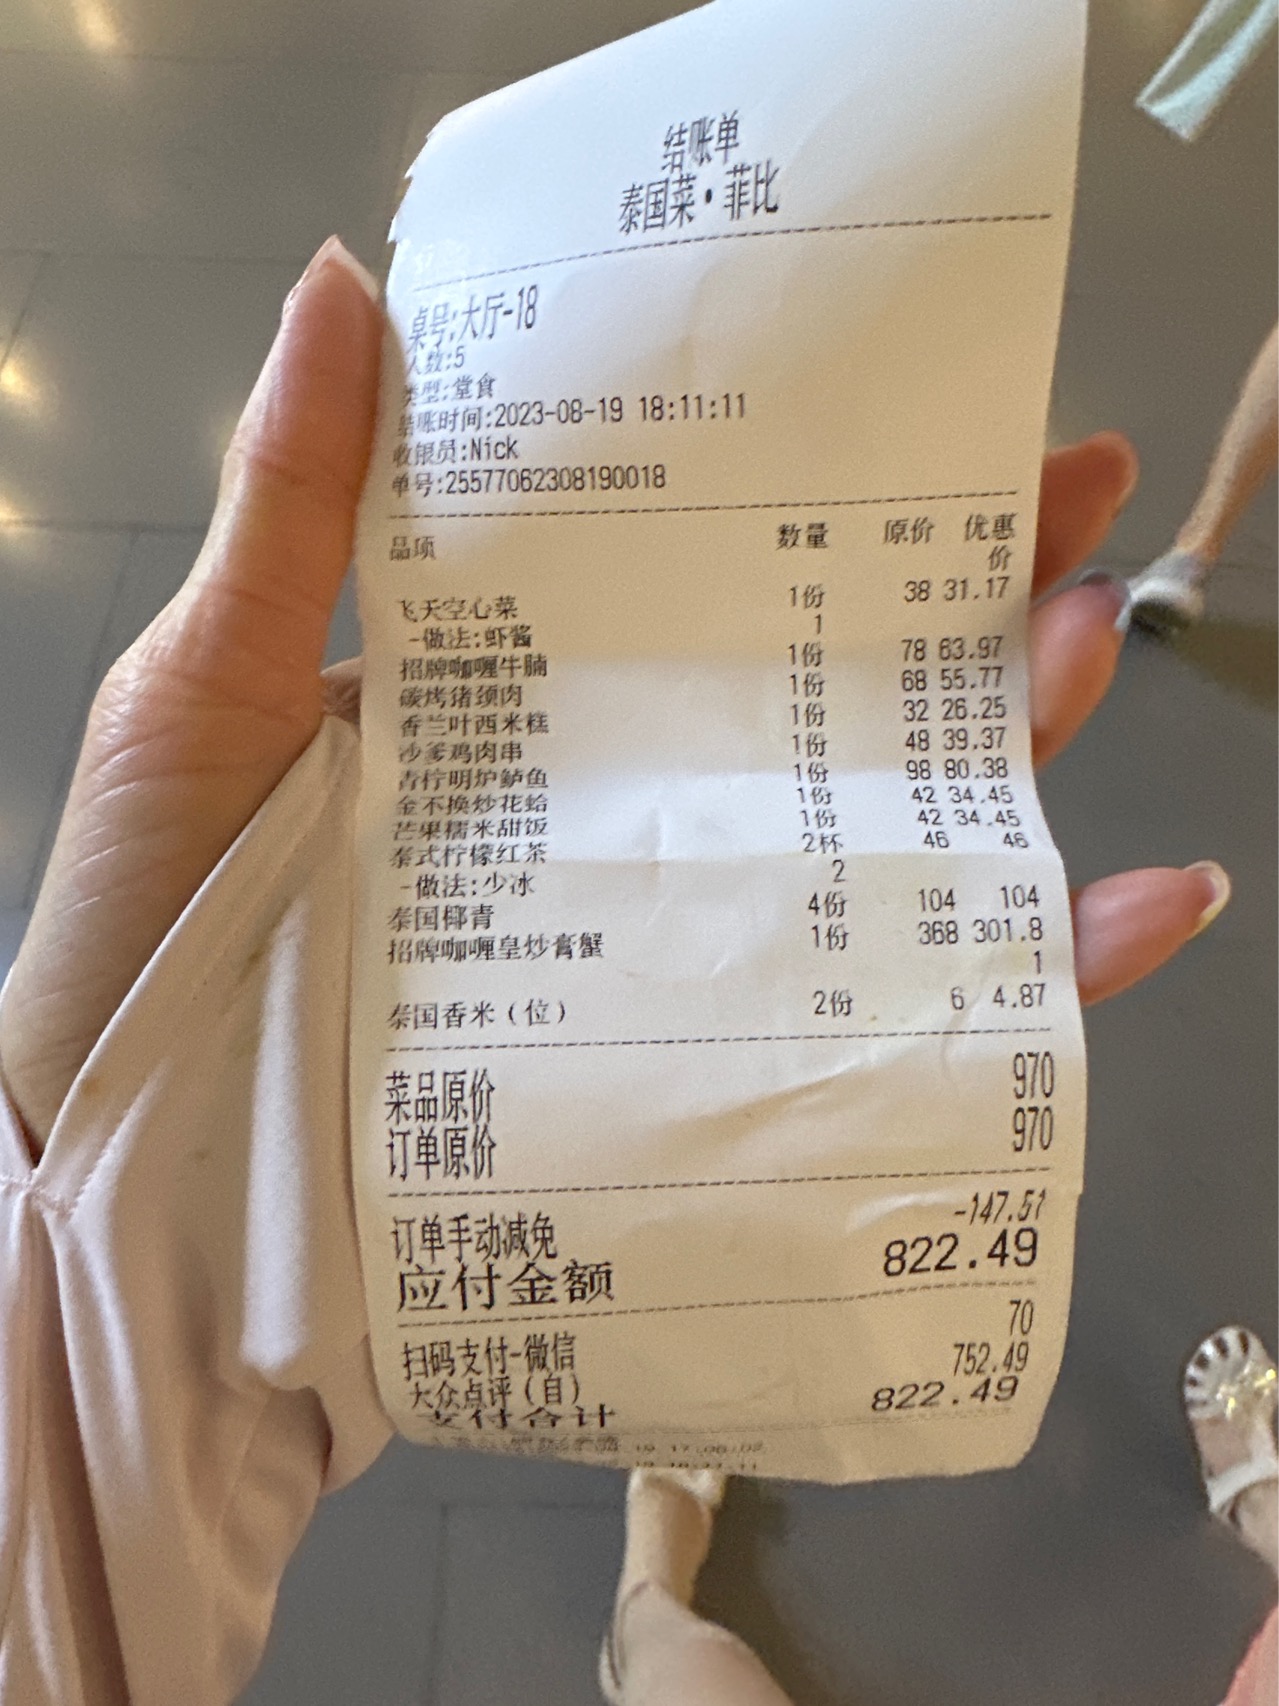 结账单
泰国菜·菲比
桌号:大厅-18
人数:5
类型:堂食
结账时间:2023-08-19 18:11:11
收银员:Nick
单号:25577062308190018
品项 数量 原价 优惠价
飞天空心菜 1份 38 31.17
-做法:虾酱 1
招牌咖喱牛腩 1份 78 63.97
碳烤猪颈肉 1份 68 55.77
香兰叶西米糕 1份 32 26.25
沙爹鸡肉串 1份 48 39.37
青柠明炉鲈鱼 1份 98 80.38
金不换炒花蛤 1份 42 34.45
芒果糯米甜饭 1份 42 34.45
泰式柠檬红茶 2杯 46 46
-做法:少冰 2
泰国椰青 4份 104 104
招牌咖喱皇炒膏蟹 1份 368 301.81
泰国香米(位) 2份 6 4.87
菜品原价 970
订单原价 970
订单手动减免 -147.51
应付金额 822.49
扫码支付-微信 70
大众点评(自) 752.49
支付合计 822.49